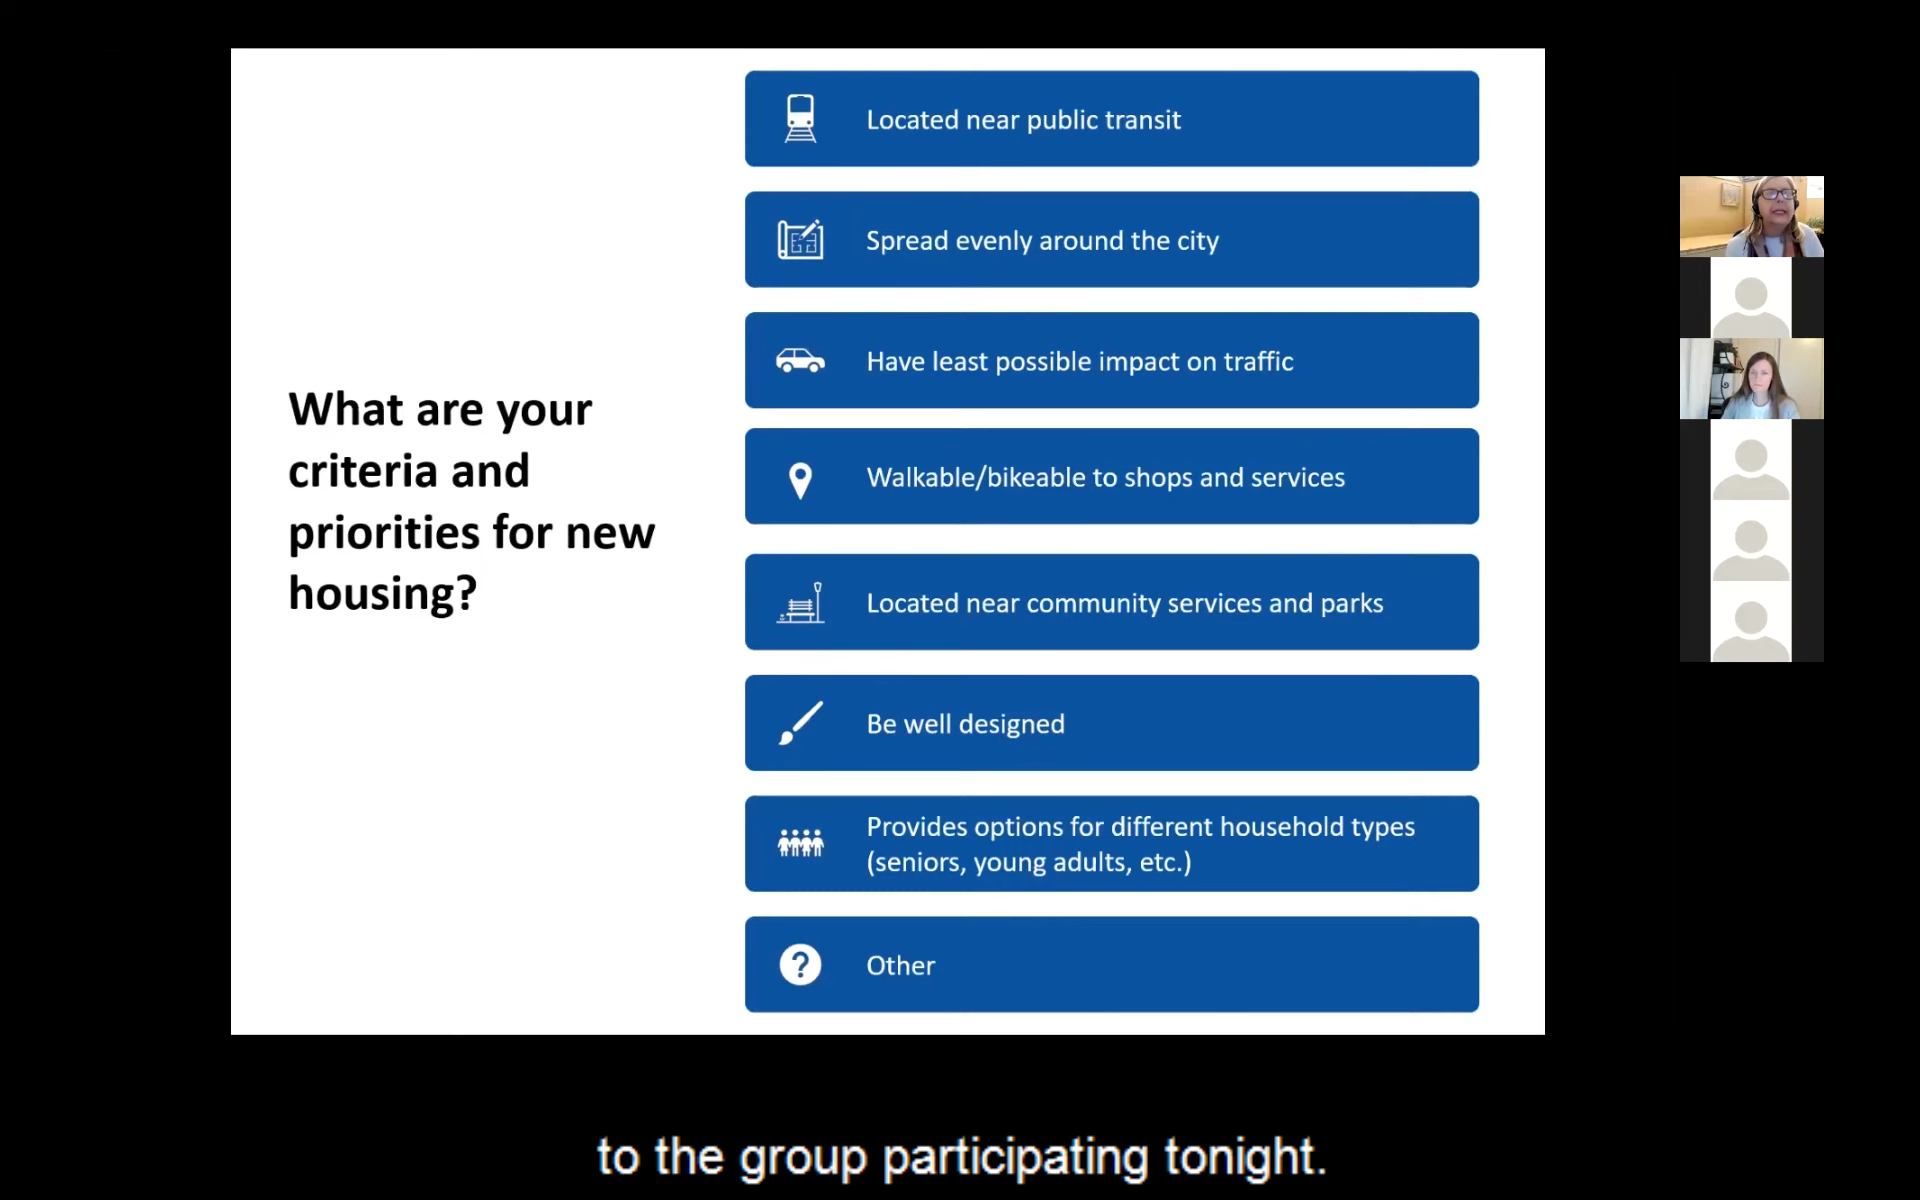 What are your
criteria and
priorities for new
housing?
Located near public transit
Spread evenly around the city
Have least possible impact on traffic
Walkable/bikeable to shops and services
Located near community services and parks
Be well designed
Provides options for different household types
(seniors, young adults, etc.)
?
Other
to the group participating tonight.